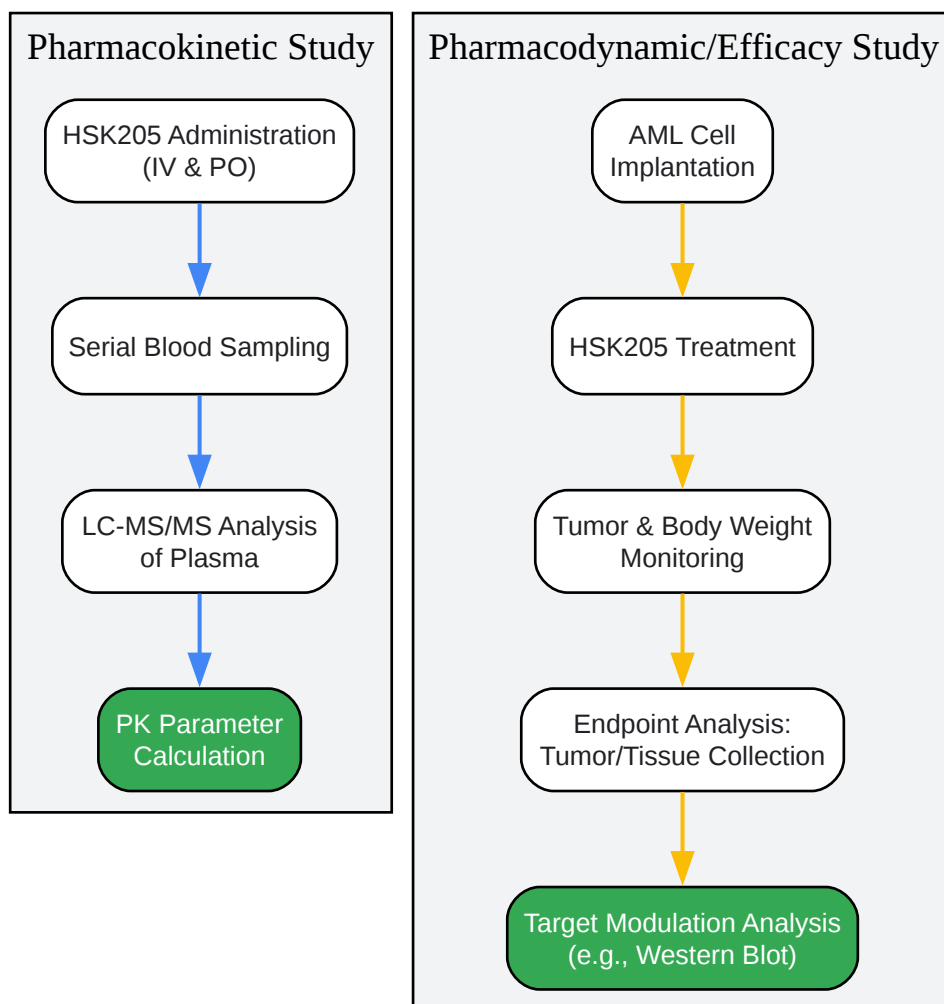 Pharmacokinetic Study
HSK205 Administration
(IV & PO)
Serial Blood Sampling
LC-MS/MS Analysis
of Plasma
PK Parameter
Calculation
Pharmacodynamic/Efficacy Study
AML Cell
Implantation
HSK205 Treatment
Tumor & Body Weight
Monitoring
Endpoint Analysis:
Tumor/Tissue Collection
Target Modulation Analysis
(e.g., Western Blot)